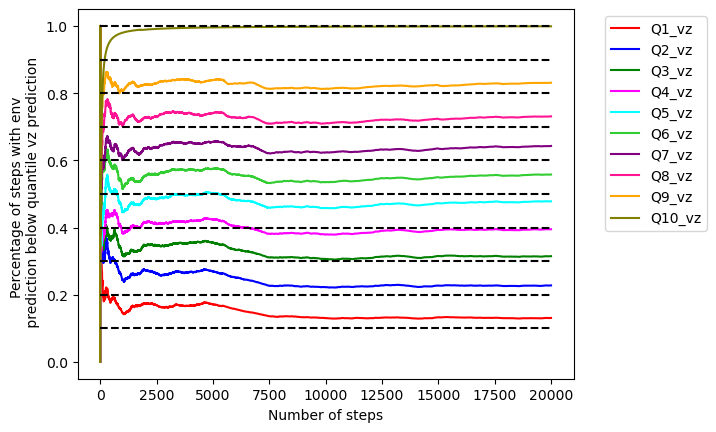 Percentage of steps with env
prediction below quantile vz prediction
1.0
0.8
0.6
0.4
0.2
0.0
0
2500
5000
7500
10000
12500
15000
17500
20000
Number of steps
Q1_vz
Q2_vz
Q3_vz
Q4_vz
Q5_vz
Q6_vz
Q7_vz
Q8_vz
Q9_vz
Q10_vz